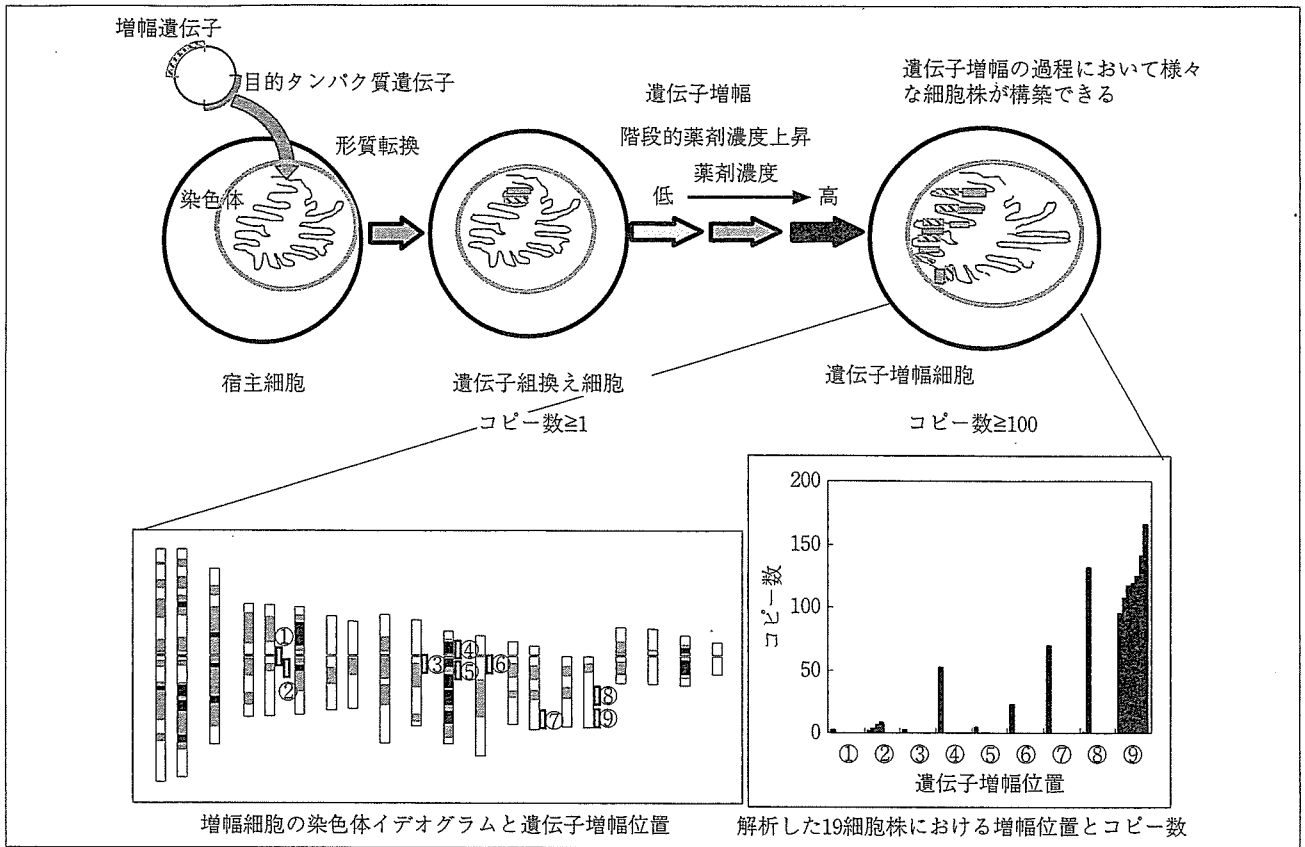 増幅遺伝子
目的タンパク質遺伝子
形質転換
染色体
遺伝子増幅
階段的薬剤濃度上昇
薬剤濃度
低
高
遺伝子増幅の過程において様々
な細胞株が構築できる
宿主細胞
遺伝子組換え細胞
コピー数≧1
遺伝子増幅細胞
コピー数≧100
①
②
③
④
⑤
⑥
⑦
⑧
⑨
増幅細胞の染色体イデオグラムと遺伝子増幅位置
コピー数
200
150
100
50
0
① ② ③ ④ ⑤ ⑥ ⑦ ⑧ ⑨
遺伝子増幅位置
解析した19細胞株における増幅位置とコピー数